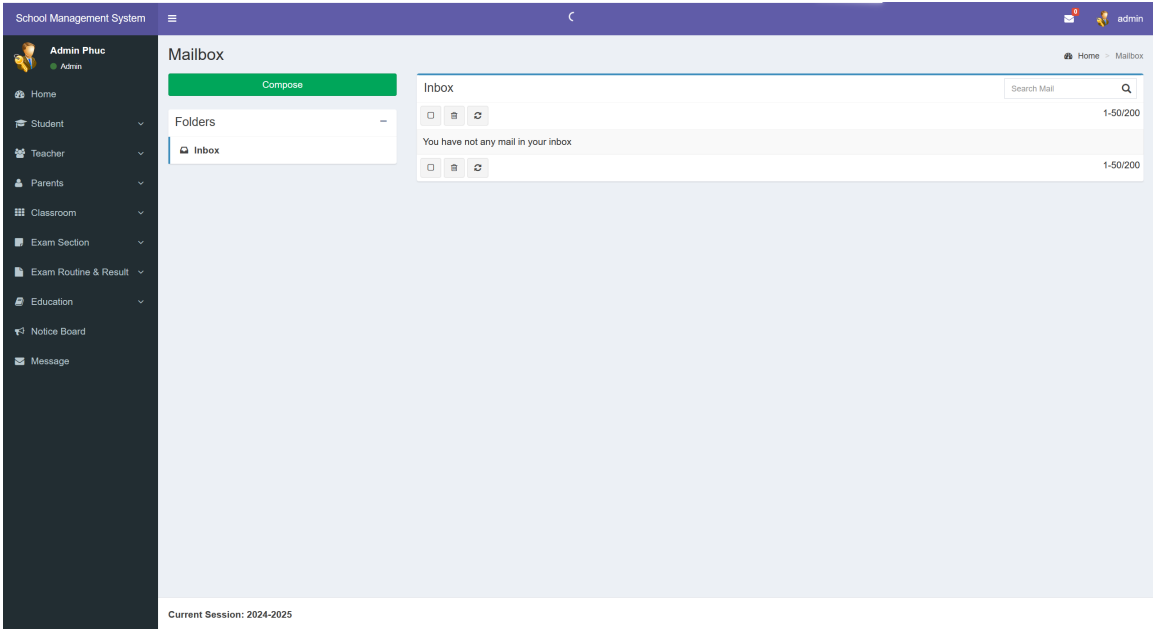 School Management System
0
admin
Admin Phuc
Admin
Home
Student
Teacher
Parents
Classroom
Exam Section
Exam Routine & Result
Education
Notice Board
Message
Mailbox
Home > Mailbox
Compose
Folders
Inbox
Inbox
Search Mail
1-50/200
You have not any mail in your inbox
1-50/200
Current Session: 2024-2025